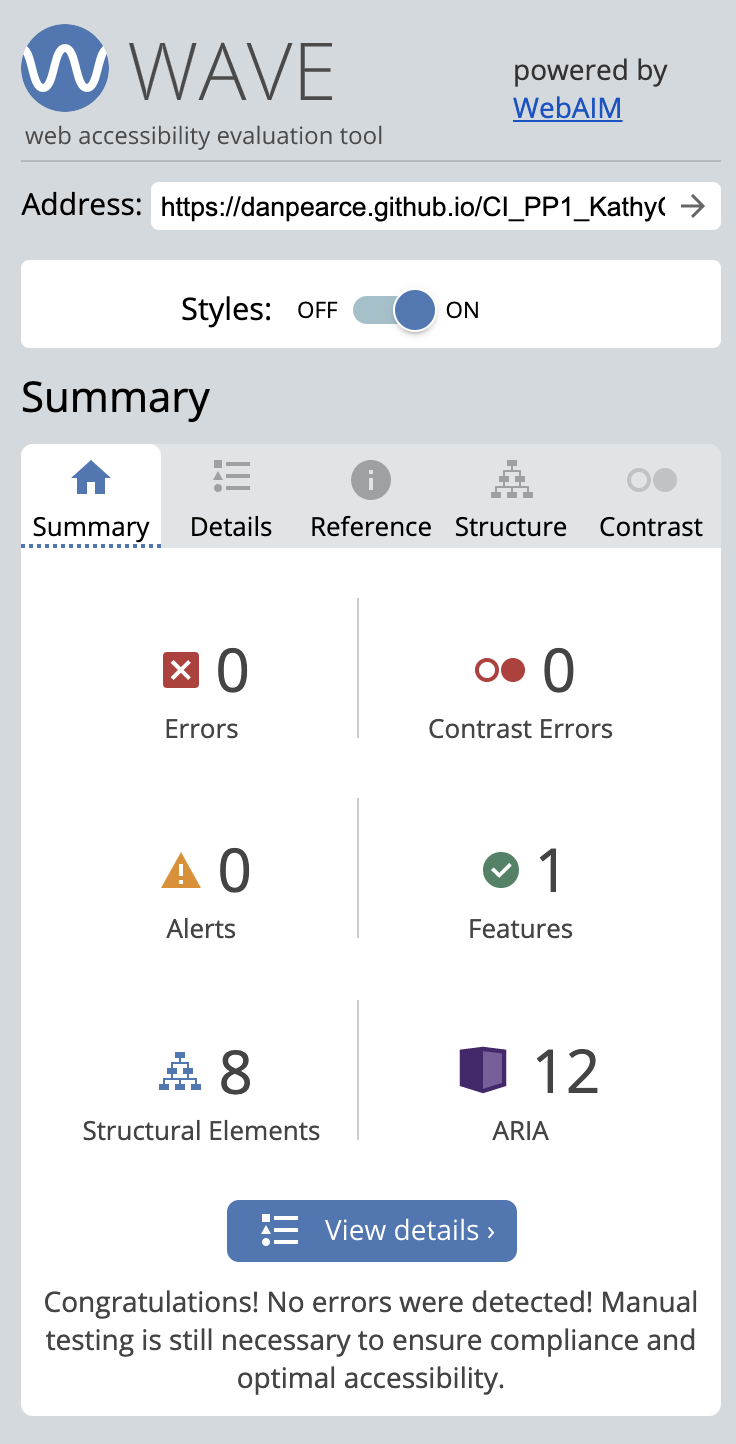 WAVE
powered by
WebAIM
web accessibility evaluation tool
Address: https://danpearce.github.io/CI_PP1_Kathy
Styles: OFF ON
Summary
Summary Details Reference Structure Contrast
0 0
Errors Contrast Errors
0 1
Alerts Features
8 12
Structural Elements ARIA
View details ›
Congratulations! No errors were detected! Manual
testing is still necessary to ensure compliance and
optimal accessibility.